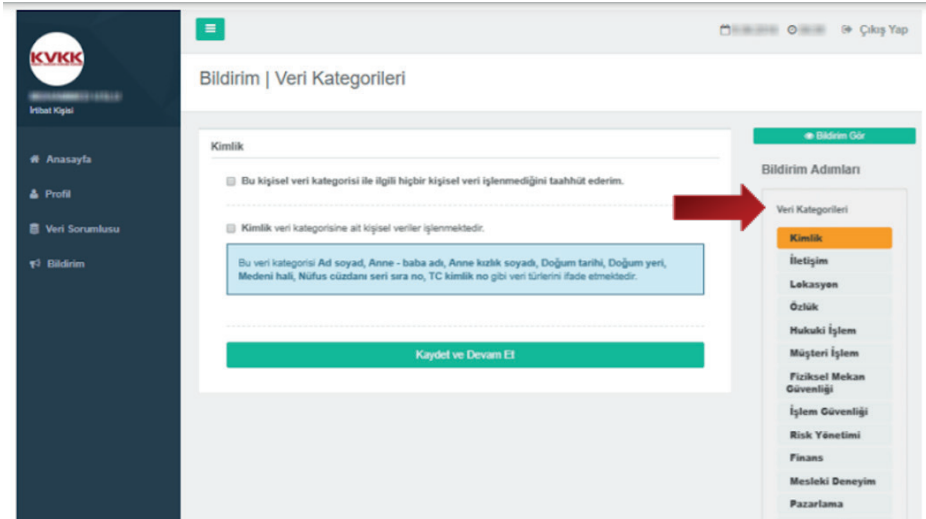 KVKK
İrtibat Kişisi
Anasayfa
Profil
Veri Sorumlusu
Bildirim
Çıkış Yap
Bildirim | Veri Kategorileri
Kimlik
Bu kişisel veri kategorisi ile ilgili hiçbir kişisel veri işlenmediğini taahhüt ederim.
Kimlik veri kategorisine ait kişisel veriler işlenmektedir.
Bu veri kategorisi Ad soyad, Anne - baba adı, Anne kızlık soyadı, Doğum tarihi, Doğum yeri,
Medeni hali, Nüfus cüzdanı seri sıra no, TC kimlik no gibi veri türlerini ifade etmektedir.
Kaydet ve Devam Et
Bildirim Gör
Bildirim Adımları
Veri Kategorileri
Kimlik
İletişim
Lokasyon
Özlük
Hukuki İşlem
Müşteri İşlem
Fiziksel Mekan
Güvenliği
İşlem Güvenliği
Risk Yönetimi
Finans
Mesleki Deneyim
Pazarlama